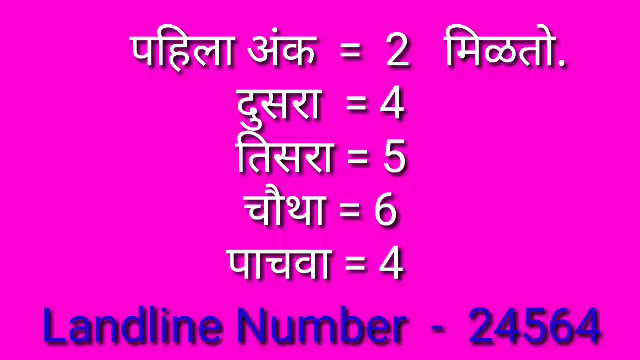 पहिला अंक = 2 मिळतो.
दुसरा = 4
तिसरा = 5
चौथा = 6
पाचवा = 4
Landline Number - 24564